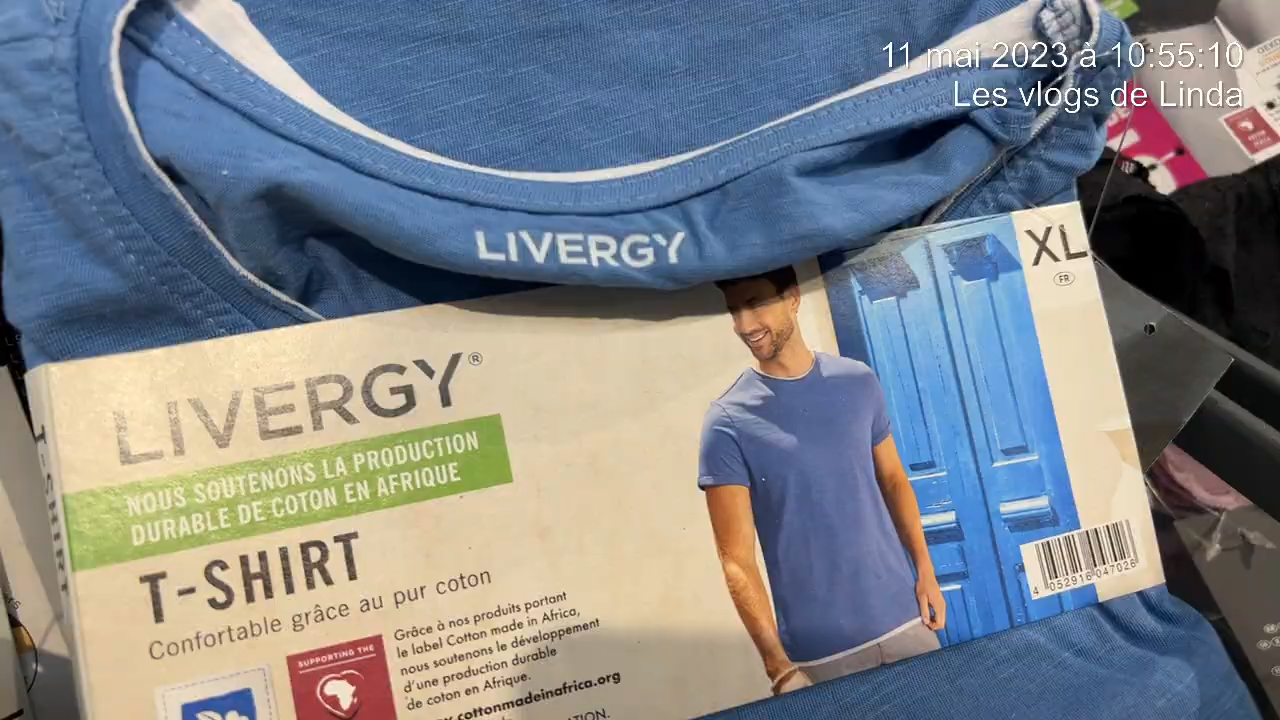 11 mai 2023 à 10:55:10
Les vlogs de Linda
LIVERGY
XL
FR
LIVERGY®
NOUS SOUTENONS LA PRODUCTION
DURABLE DE COTON EN AFRIQUE
T-SHIRT
T-SHIRT
Confortable grâce au pur coton
SUPPORTING THE
Grâce à nos produits portant
le label Cotton made in Africa,
nous soutenons le développement
d'une production durable
de coton en Afrique.
cottonmadeinafrica.org
4 052916 047026